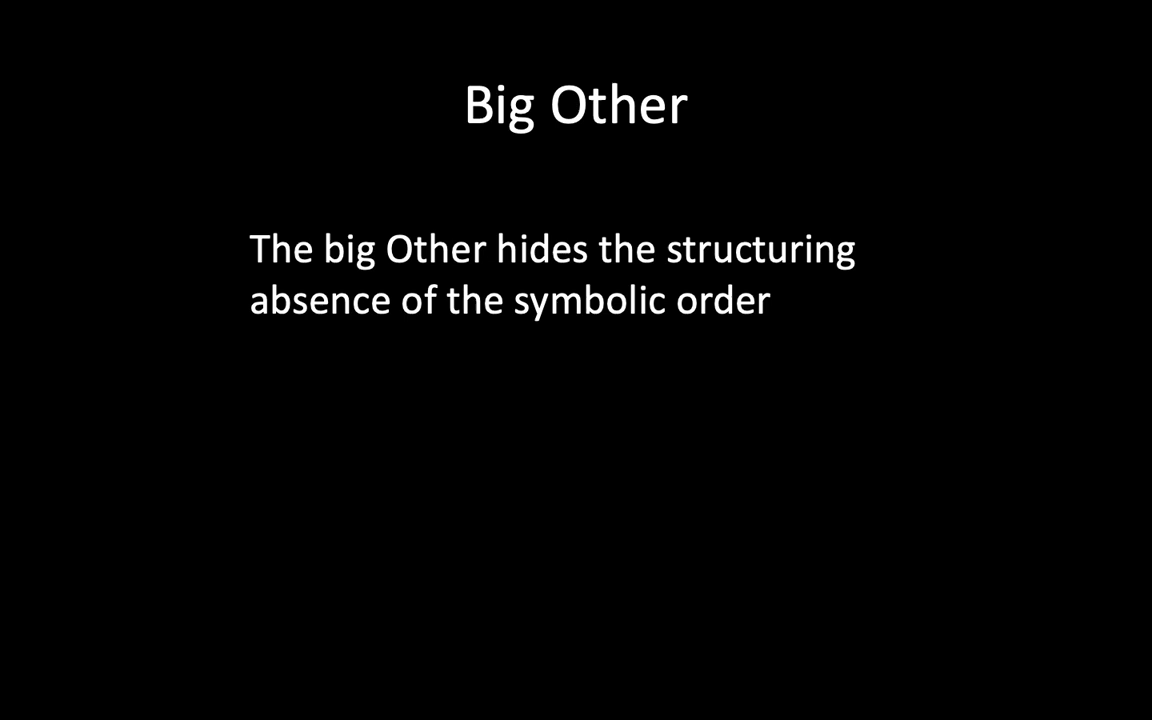 Big Other
The big Other hides the structuring
absence of the symbolic order